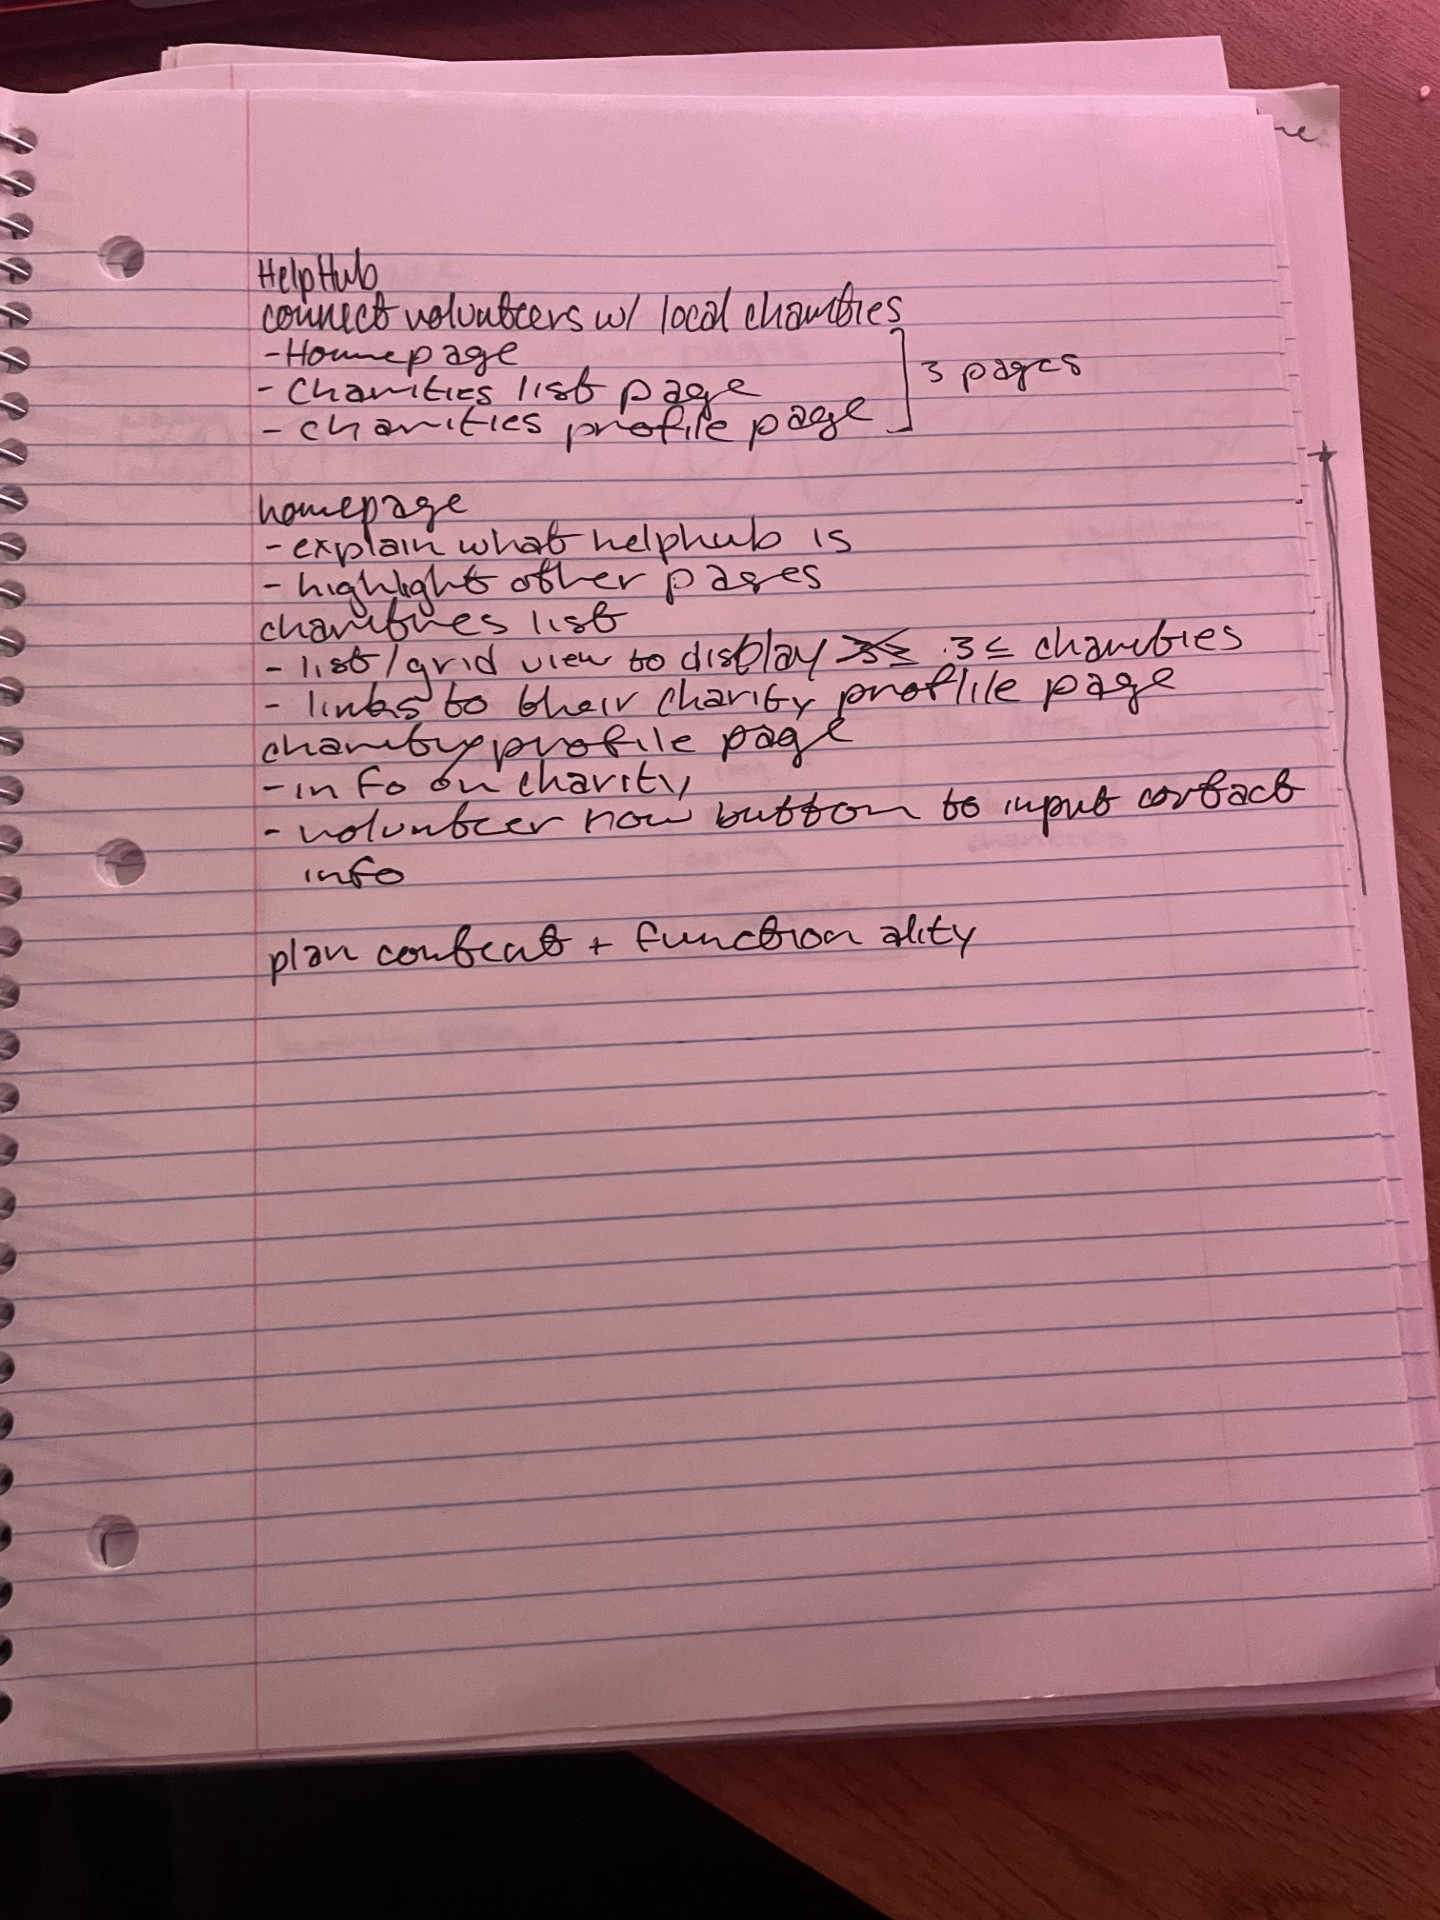 HelpHub
connect volunteers w/ local charities
- Homepage
- Charities list page
- charities profile page
3 pages
homepage
- explain what helphub is
- highlight other pages
charities list
- list/grid view to display 3≤ charities
- links to their charity proflile page
charity profile page
- info on charity
- volunteer now button to input contact
info
plan content + functionality